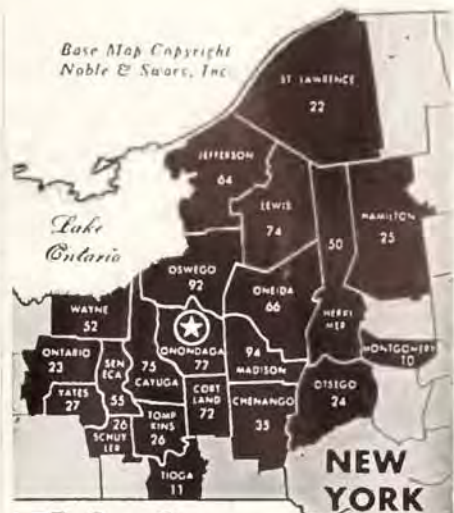 Base Map Copyright
Noble & Swars, Inc.
ST LAWRENCE
22
JEFFERSON
64
LEWIS
74
HAMILTON
25
50
Lake
Ontario
OSWEGO
92
ONEIDA
66
HERKI
MER
WAYNE
52
ONONDAGA
77
94
MADISON
MONTGOMERY
10
ONTARIO
23
SEN
ECA
55
75
CAYUGA
CORT
LAND
72
CHENANGO
35
OTSEGO
24
YATES
27
26
SCHUY
LER
TOMP
KINS
26
TIOGA
11
NEW
YORK